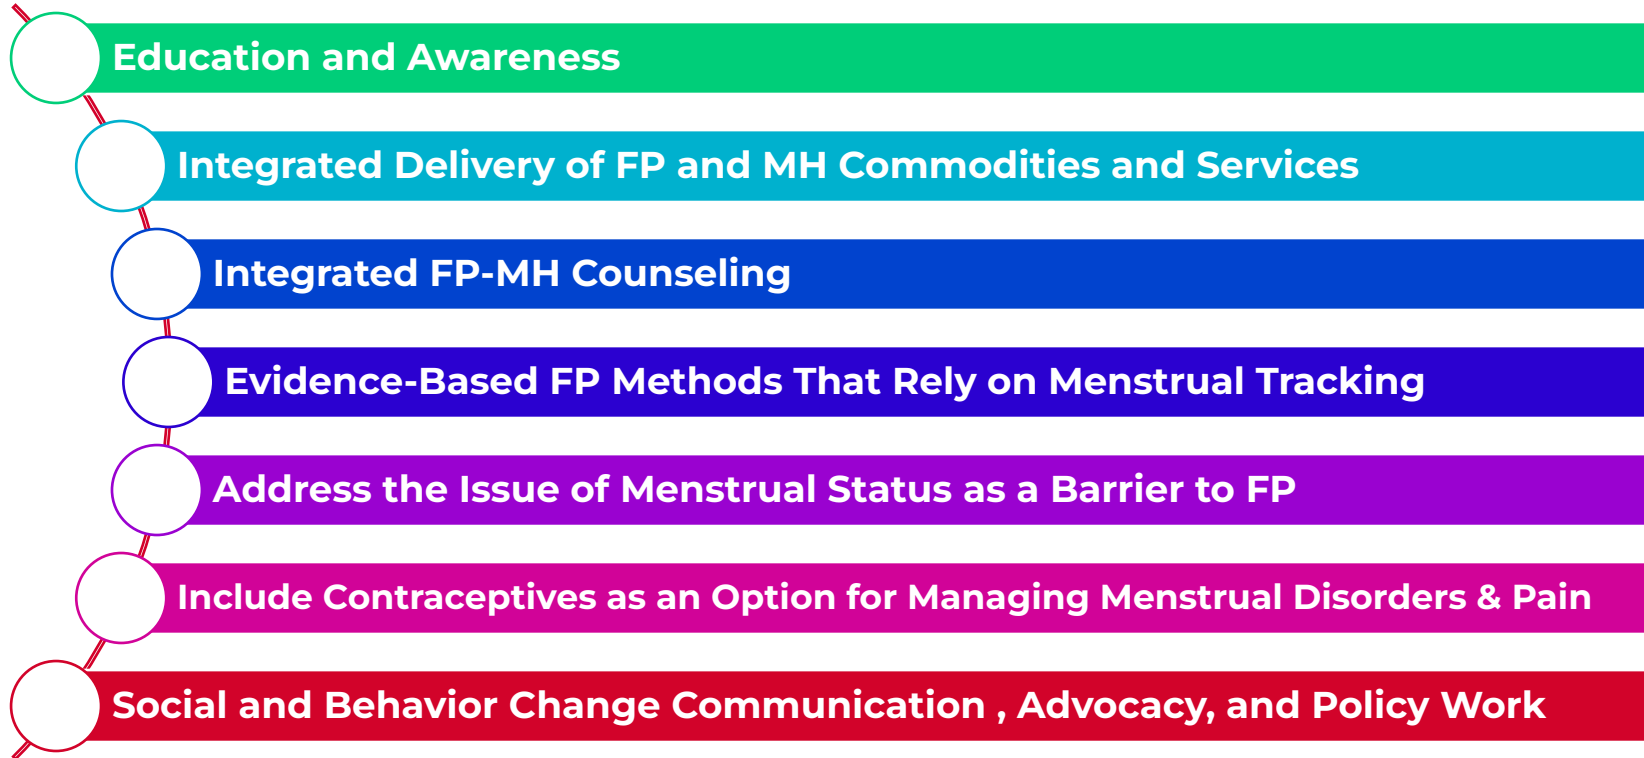 Education and Awareness
Integrated Delivery of FP and MH Commodities and Services
Integrated FP-MH Counseling
Evidence-Based FP Methods That Rely on Menstrual Tracking
Address the Issue of Menstrual Status as a Barrier to FP
Include Contraceptives as an Option for Managing Menstrual Disorders & Pain
Social and Behavior Change Communication , Advocacy, and Policy Work